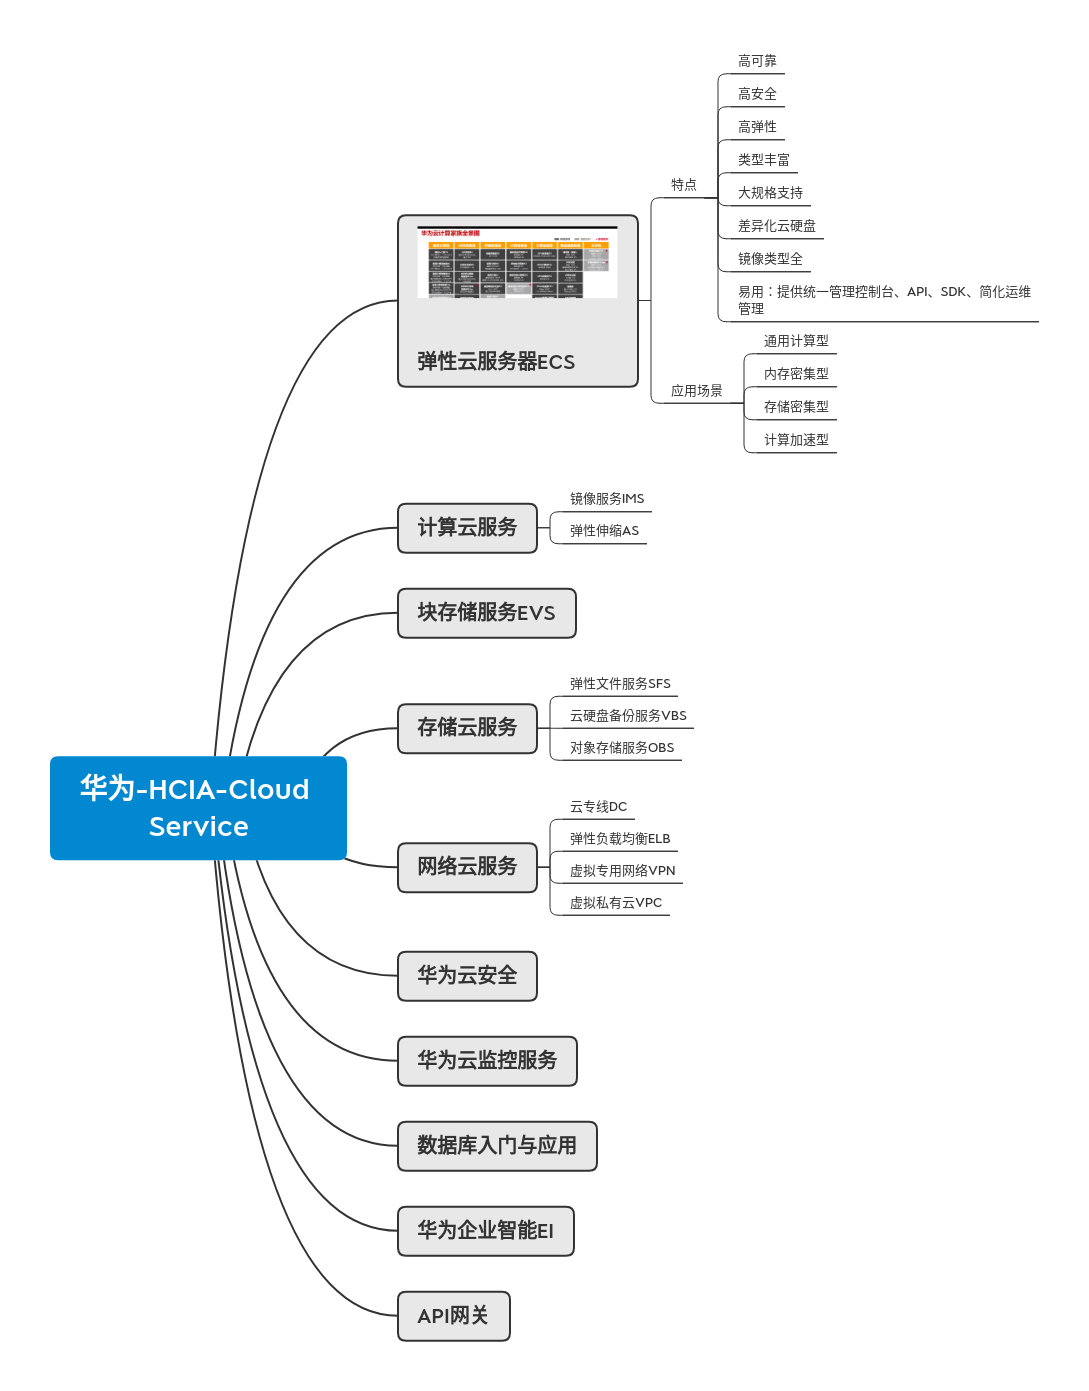 华为-HCIA-Cloud
Service
华为云计算家族全景图
弹性云服务器ECS
特点
高可靠
高安全
高弹性
类型丰富
大规格支持
差异化云硬盘
镜像类型全
易用：提供统一管理控制台、API、SDK、简化运维
管理
应用场景
通用计算型
内存密集型
存储密集型
计算加速型
计算云服务
镜像服务IMS
弹性伸缩AS
块存储服务EVS
存储云服务
弹性文件服务SFS
云硬盘备份服务VBS
对象存储服务OBS
网络云服务
云专线DC
弹性负载均衡ELB
虚拟专用网络VPN
虚拟私有云VPC
华为云安全
华为云监控服务
数据库入门与应用
华为企业智能EI
API网关